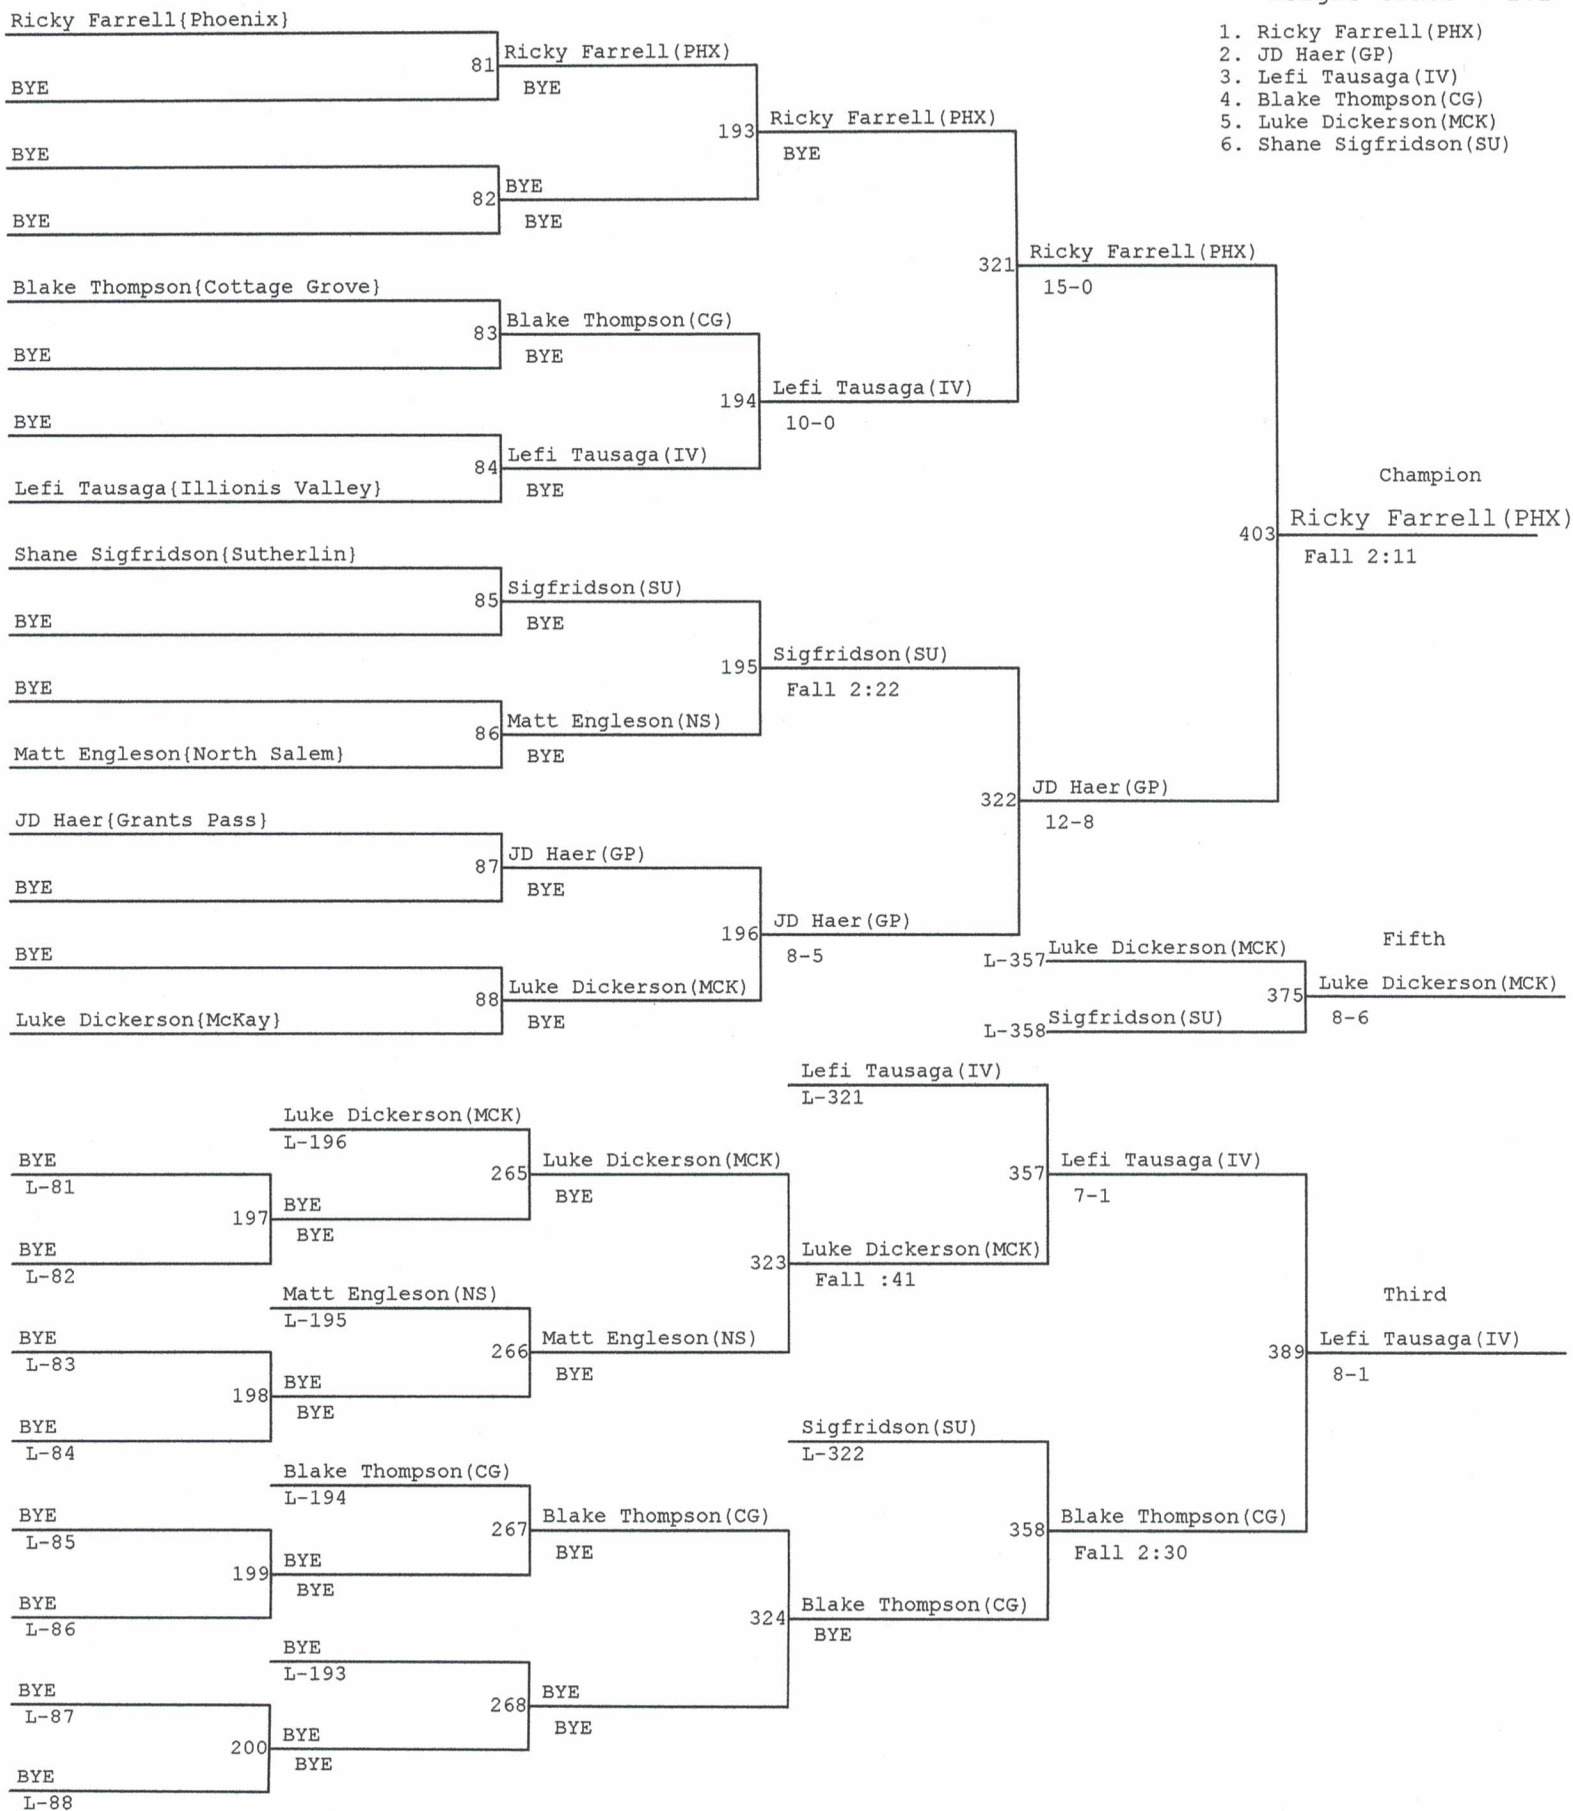 1. Ricky Farrell(PHX)
2. JD Haer(GP)
3. Lefi Tausaga(IV)
4. Blake Thompson(CG)
5. Luke Dickerson(MCK)
6. Shane Sigfridson(SU)
Ricky Farrell{Phoenix}
BYE
81
Ricky Farrell(PHX)
BYE
BYE
BYE
82
BYE
BYE
193
Ricky Farrell(PHX)
BYE
Blake Thompson{Cottage Grove}
BYE
83
Blake Thompson(CG)
BYE
BYE
Lefi Tausaga{Illionis Valley}
84
Lefi Tausaga(IV)
BYE
194
Lefi Tausaga(IV)
10-0
321
Ricky Farrell(PHX)
15-0
Shane Sigfridson{Sutherlin}
BYE
85
Sigfridson(SU)
BYE
BYE
Matt Engleson{North Salem}
86
Matt Engleson(NS)
BYE
195
Sigfridson(SU)
Fall 2:22
JD Haer{Grants Pass}
BYE
87
JD Haer(GP)
BYE
BYE
Luke Dickerson{McKay}
88
Luke Dickerson(MCK)
BYE
196
JD Haer(GP)
8-5
322
JD Haer(GP)
12-8
Champion
403
Ricky Farrell(PHX)
Fall 2:11
Fifth
L-357
Luke Dickerson(MCK)
L-358
Sigfridson(SU)
375
Luke Dickerson(MCK)
8-6
BYE
L-81
BYE
L-82
197
BYE
BYE
Luke Dickerson(MCK)
L-196
265
Luke Dickerson(MCK)
BYE
BYE
L-83
BYE
L-84
198
BYE
BYE
Matt Engleson(NS)
L-195
266
Matt Engleson(NS)
BYE
323
Luke Dickerson(MCK)
Fall :41
Lefi Tausaga(IV)
L-321
357
Lefi Tausaga(IV)
7-1
BYE
L-85
BYE
L-86
199
BYE
BYE
Blake Thompson(CG)
L-194
267
Blake Thompson(CG)
BYE
BYE
L-87
BYE
L-88
200
BYE
BYE
BYE
L-193
268
BYE
BYE
324
Blake Thompson(CG)
BYE
Sigfridson(SU)
L-322
358
Blake Thompson(CG)
Fall 2:30
Third
389
Lefi Tausaga(IV)
8-1